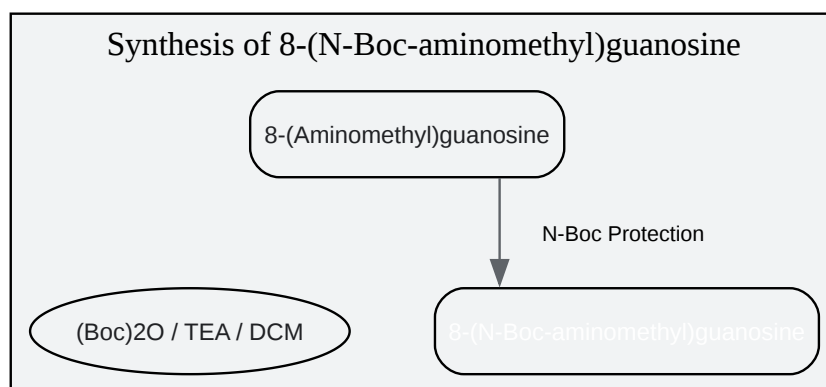 Synthesis of 8-(N-Boc-aminomethyl)guanosine
8-(Aminomethyl)guanosine
N-Boc Protection
(Boc)2O / TEA / DCM
8-(N-Boc-aminomethyl)guanosine